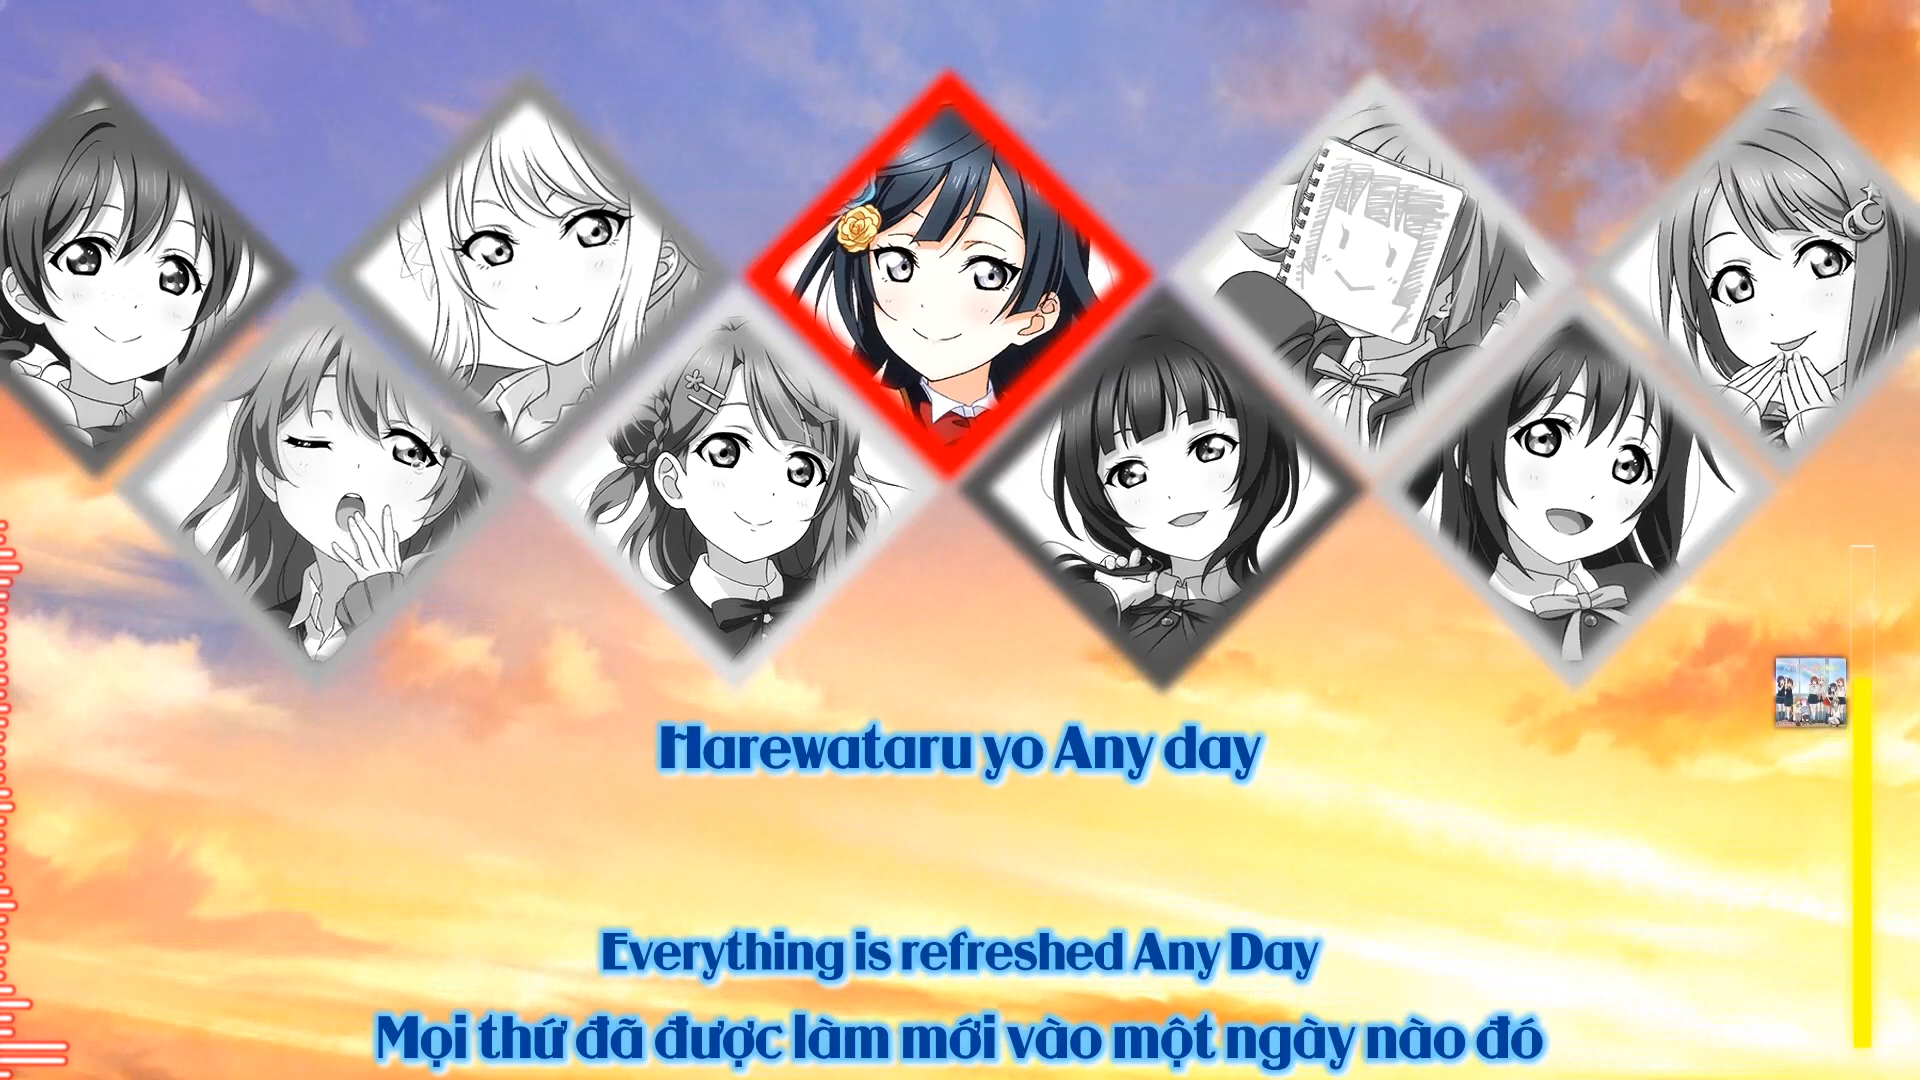 Harewataru yo Any day
Everything is refreshed Any Day
Mọi thứ đã được làm mới vào một ngày nào đó